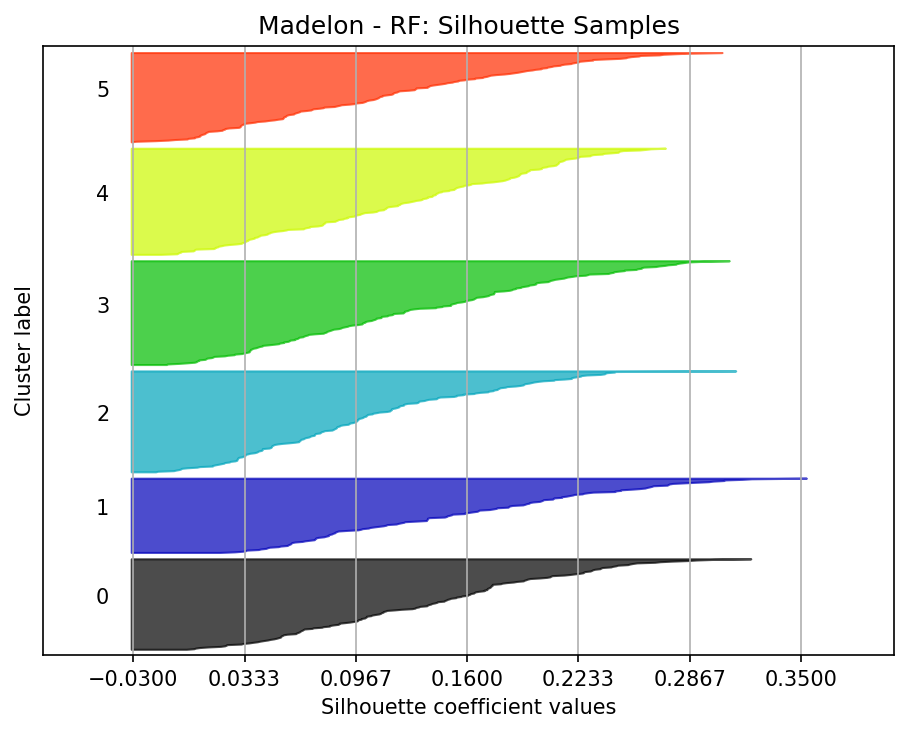 Madelon - RF: Silhouette Samples
5
4
3
2
1
0
Cluster label
−0.0300 0.0333 0.0967 0.1600 0.2233 0.2867 0.3500
Silhouette coefficient values